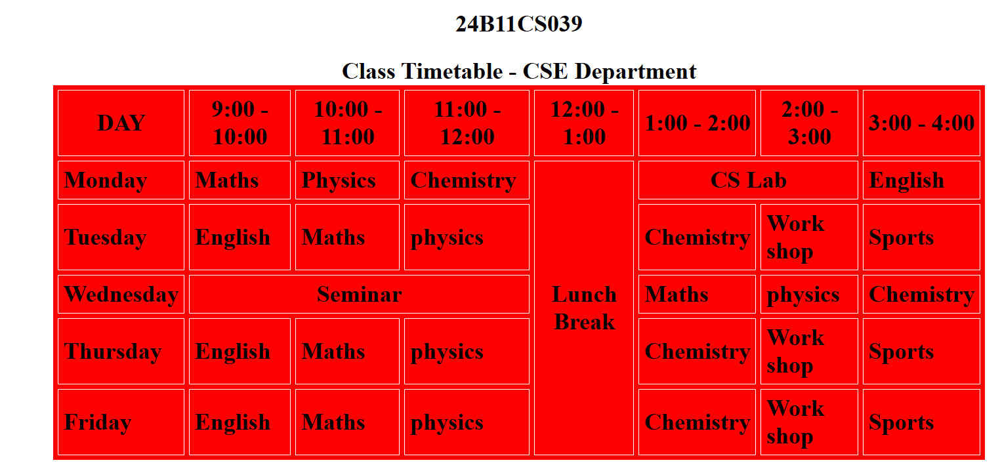 24B11CS039
Class Timetable - CSE Department
DAY 9:00 - 10:00 10:00 - 11:00 11:00 - 12:00 12:00 - 1:00 1:00 - 2:00 2:00 - 3:00 3:00 - 4:00
Monday Maths Physics Chemistry Lunch Break CS Lab English
Tuesday English Maths physics Chemistry Work shop Sports
Wednesday Seminar Maths physics Chemistry
Thursday English Maths physics Chemistry Work shop Sports
Friday English Maths physics Chemistry Work shop Sports